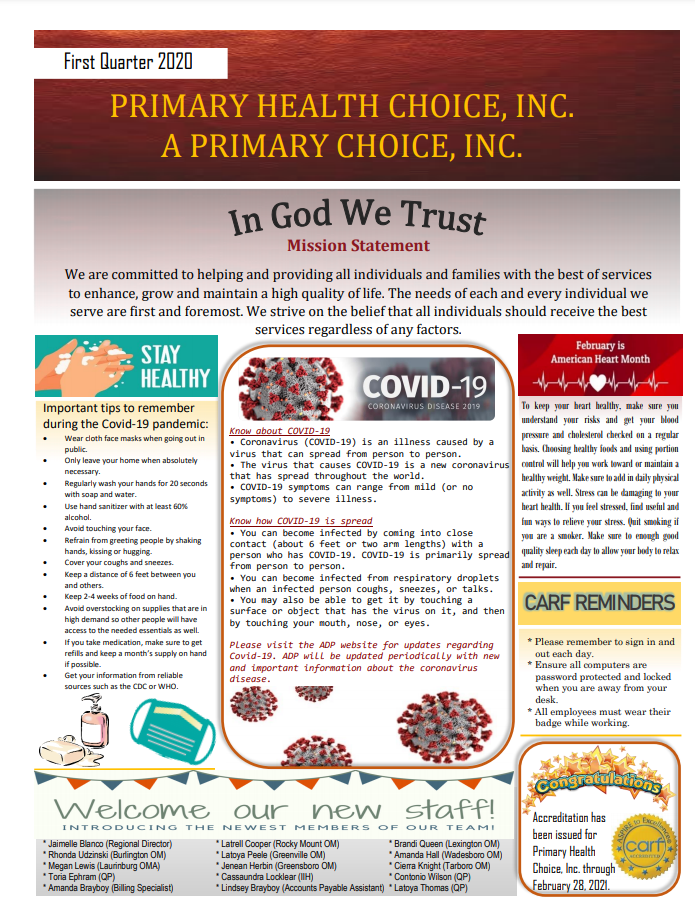 First Quarter 2020
PRIMARY HEALTH CHOICE, INC.
A PRIMARY CHOICE, INC.
In God We Trust
Mission Statement
We are committed to helping and providing all individuals and families with the best of services
to enhance, grow and maintain a high quality of life. The needs of each and every individual we
serve are first and foremost. We strive on the belief that all individuals should receive the best
services regardless of any factors.
STAY
HEALTHY
Important tips to remember
during the Covid-19 pandemic:
• Wear cloth face masks when going out in
public.
• Only leave your home when absolutely
necessary.
• Regularly wash your hands for 20 seconds
with soap and water.
• Use hand sanitizer with at least 60%
alcohol.
• Avoid touching your face.
• Refrain from greeting people by shaking
hands, kissing or hugging.
• Cover your coughs and sneezes.
• Keep a distance of 6 feet between you
and others.
• Keep 2-4 weeks of food on hand.
• Avoid overstocking on supplies that are in
high demand so other people will have
access to the needed essentials as well.
• If you take medication, make sure to get
refills and keep a month's supply on hand
if possible.
• Get your information from reliable
sources such as the CDC or WHO.
COVID-19
CORONAVIRUS DISEASE 2019
Know about COVID-19
• Coronavirus (COVID-19) is an illness caused by a
virus that can spread from person to person.
• The virus that causes COVID-19 is a new coronavirus
that has spread throughout the world.
• COVID-19 symptoms can range from mild (or no
symptoms) to severe illness.
Know how COVID-19 is spread
• You can become infected by coming into close
contact (about 6 feet or two arm lengths) with a
person who has COVID-19. COVID-19 is primarily spread
from person to person.
• You can become infected from respiratory droplets
when an infected person coughs, sneezes, or talks.
• You may also be able to get it by touching a
surface or object that has the virus on it, and then
by touching your mouth, nose, or eyes.
Please visit the ADP website for updates regarding
Covid-19. ADP will be updated periodically with new
and important information about the coronavirus
disease.
February is
American Heart Month
To keep your heart healthy, make sure you
understand your risks and get your blood
pressure and cholesterol checked on a regular
basis. Choosing healthy foods and using portion
control will help you work toward or maintain a
healthy weight. Make sure to add in daily physical
activity as well. Stress can be damaging to your
heart health. If you feel stressed, find useful and
fun ways to relieve your stress. Quit smoking if
you are a smoker. Make sure to enough good
quality sleep each day to allow your body to relax
and repair.
CARF REMINDERS
* Please remember to sign in and
out each day.
* Ensure all computers are
password protected and locked
when you are away from your
desk.
* All employees must wear their
badge while working.
Congratulations
Accreditation has
been issued for
Primary Health
Choice, Inc. through
February 28, 2021.
ASPIRE to Excellence
carf
ACCREDITED
Welcome our new staff!
INTRODUCING THE NEWEST MEMBERS OF OUR TEAM!
* Jaimelle Blanco (Regional Director)
* Rhonda Udzinski (Burlington OM)
* Megan Lewis (Laurinburg OMA)
* Toria Ephram (QP)
* Amanda Brayboy (Billing Specialist)
* Latrell Cooper (Rocky Mount OM)
* Latoya Peele (Greenville OM)
* Jenean Herbin (Greensboro OM)
* Cassaundra Locklear (IIH)
* Lindsey Brayboy (Accounts Payable Assistant)
* Brandi Queen (Lexington OM)
* Amanda Hall (Wadesboro OM)
* Cierra Knight (Tarboro OM)
* Contonio Wilson (QP)
* Latoya Thomas (QP)